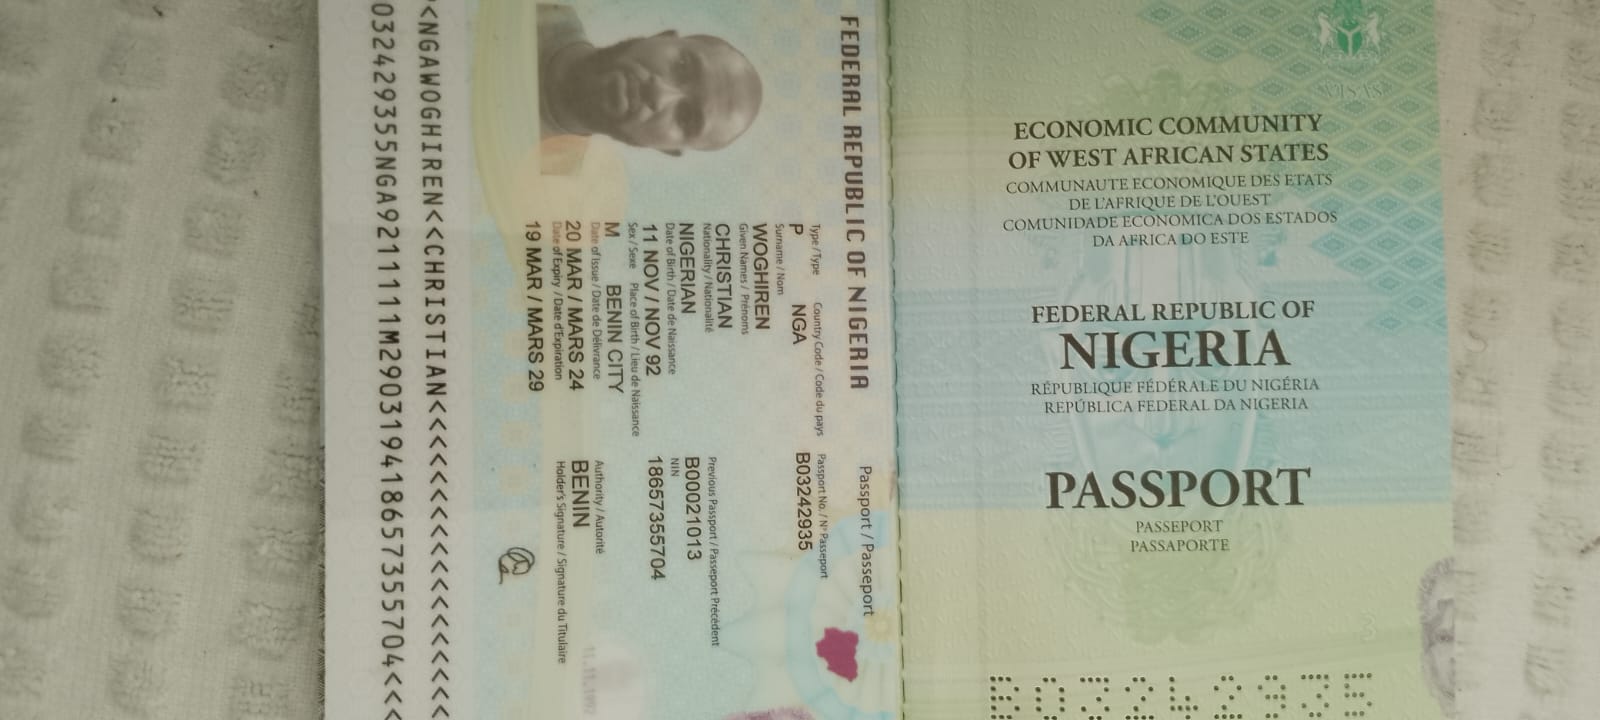 ECONOMIC COMMUNITY
OF WEST AFRICAN STATES
COMMUNAUTE ECONOMIQUE DES ETATS
DE L'AFRIQUE DE L'OUEST
COMUNIDADE ECONOMICA DOS ESTADOS
DA AFRICA DO ESTE
FEDERAL REPUBLIC OF
NIGERIA
RÉPUBLIQUE FÉDÉRALE DU NIGÉRIA
REPÚBLICA FEDERAL DA NIGERIA
PASSPORT
PASSEPORT
PASSAPORTE
B03242935
FEDERAL REPUBLIC OF NIGERIA
Passport / Passeport
Type / Type Country Code / Code du pays Passport No. / N° Passeport
P NGA B03242935
Surname / Nom
WOGHIREN
Given Names / Prénoms
CHRISTIAN
Nationality / Nationalité Previous Passport / Passeport Précédent
NIGERIAN B00021013
Date of Birth / Date de Naissance NIN
11 NOV / NOV 92 18657355704
Sex / Sexe Place of Birth / Lieu de Naissance
M BENIN CITY
Date of Issue / Date de Délivrance Authority / Autorité
20 MAR / MARS 24 BENIN
Date of Expiry / Date d'Expiration Holder's Signature / Signature du Titulaire
19 MAR / MARS 29
11.11.1992
<NGAWOGHIREN<<CHRISTIAN<<<<<<<<<<<<<<<<<<<
032429355NGA9211111M290319418657355704<<<